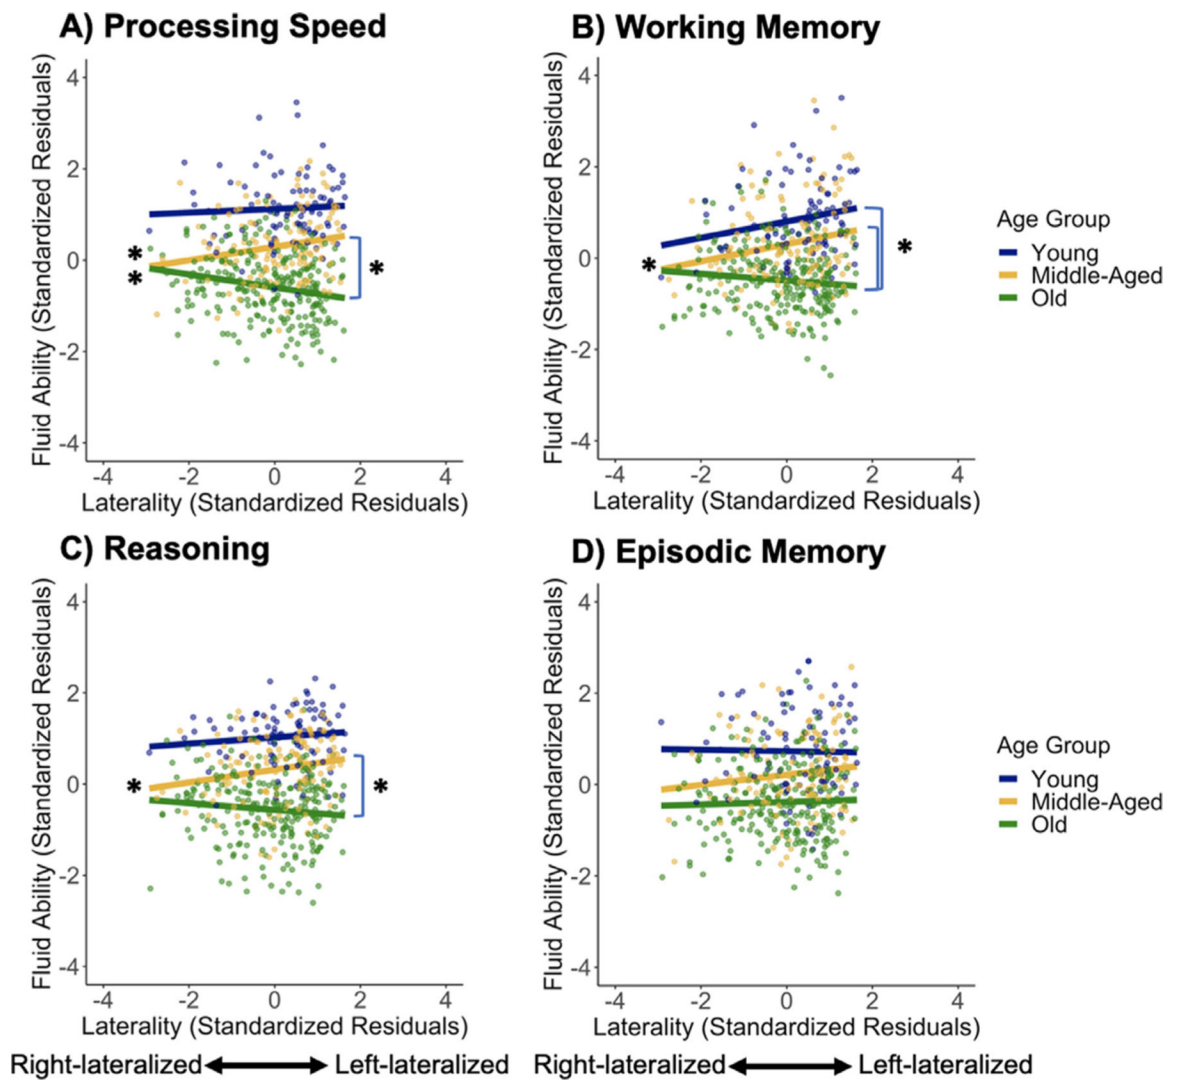 A) Processing Speed
B) Working Memory
Fluid Ability (Standardized Residuals)
4
2
0
-2
-4
*
*
*
-4
-2
0
2
4
Laterality (Standardized Residuals)
Fluid Ability (Standardized Residuals)
4
2
0
-2
-4
*
*
-4
-2
0
2
4
Laterality (Standardized Residuals)
Age Group
Young
Middle-Aged
Old
C) Reasoning
D) Episodic Memory
Fluid Ability (Standardized Residuals)
4
2
0
-2
-4
*
*
-4
-2
0
2
4
Laterality (Standardized Residuals)
Right-lateralized
Left-lateralized
Fluid Ability (Standardized Residuals)
4
2
0
-2
-4
-4
-2
0
2
4
Laterality (Standardized Residuals)
Right-lateralized
Left-lateralized
Age Group
Young
Middle-Aged
Old